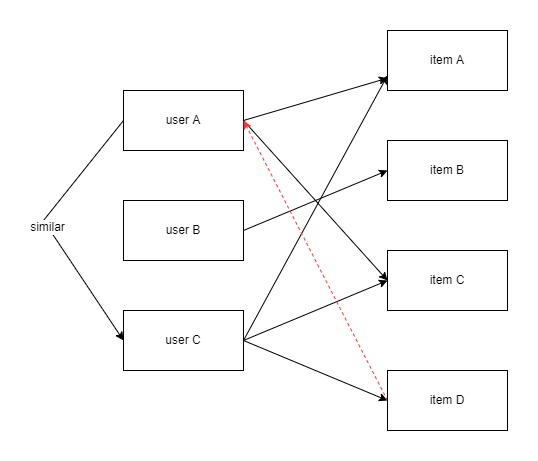 item A
user A
item B
similar
user B
item C
user C
item D